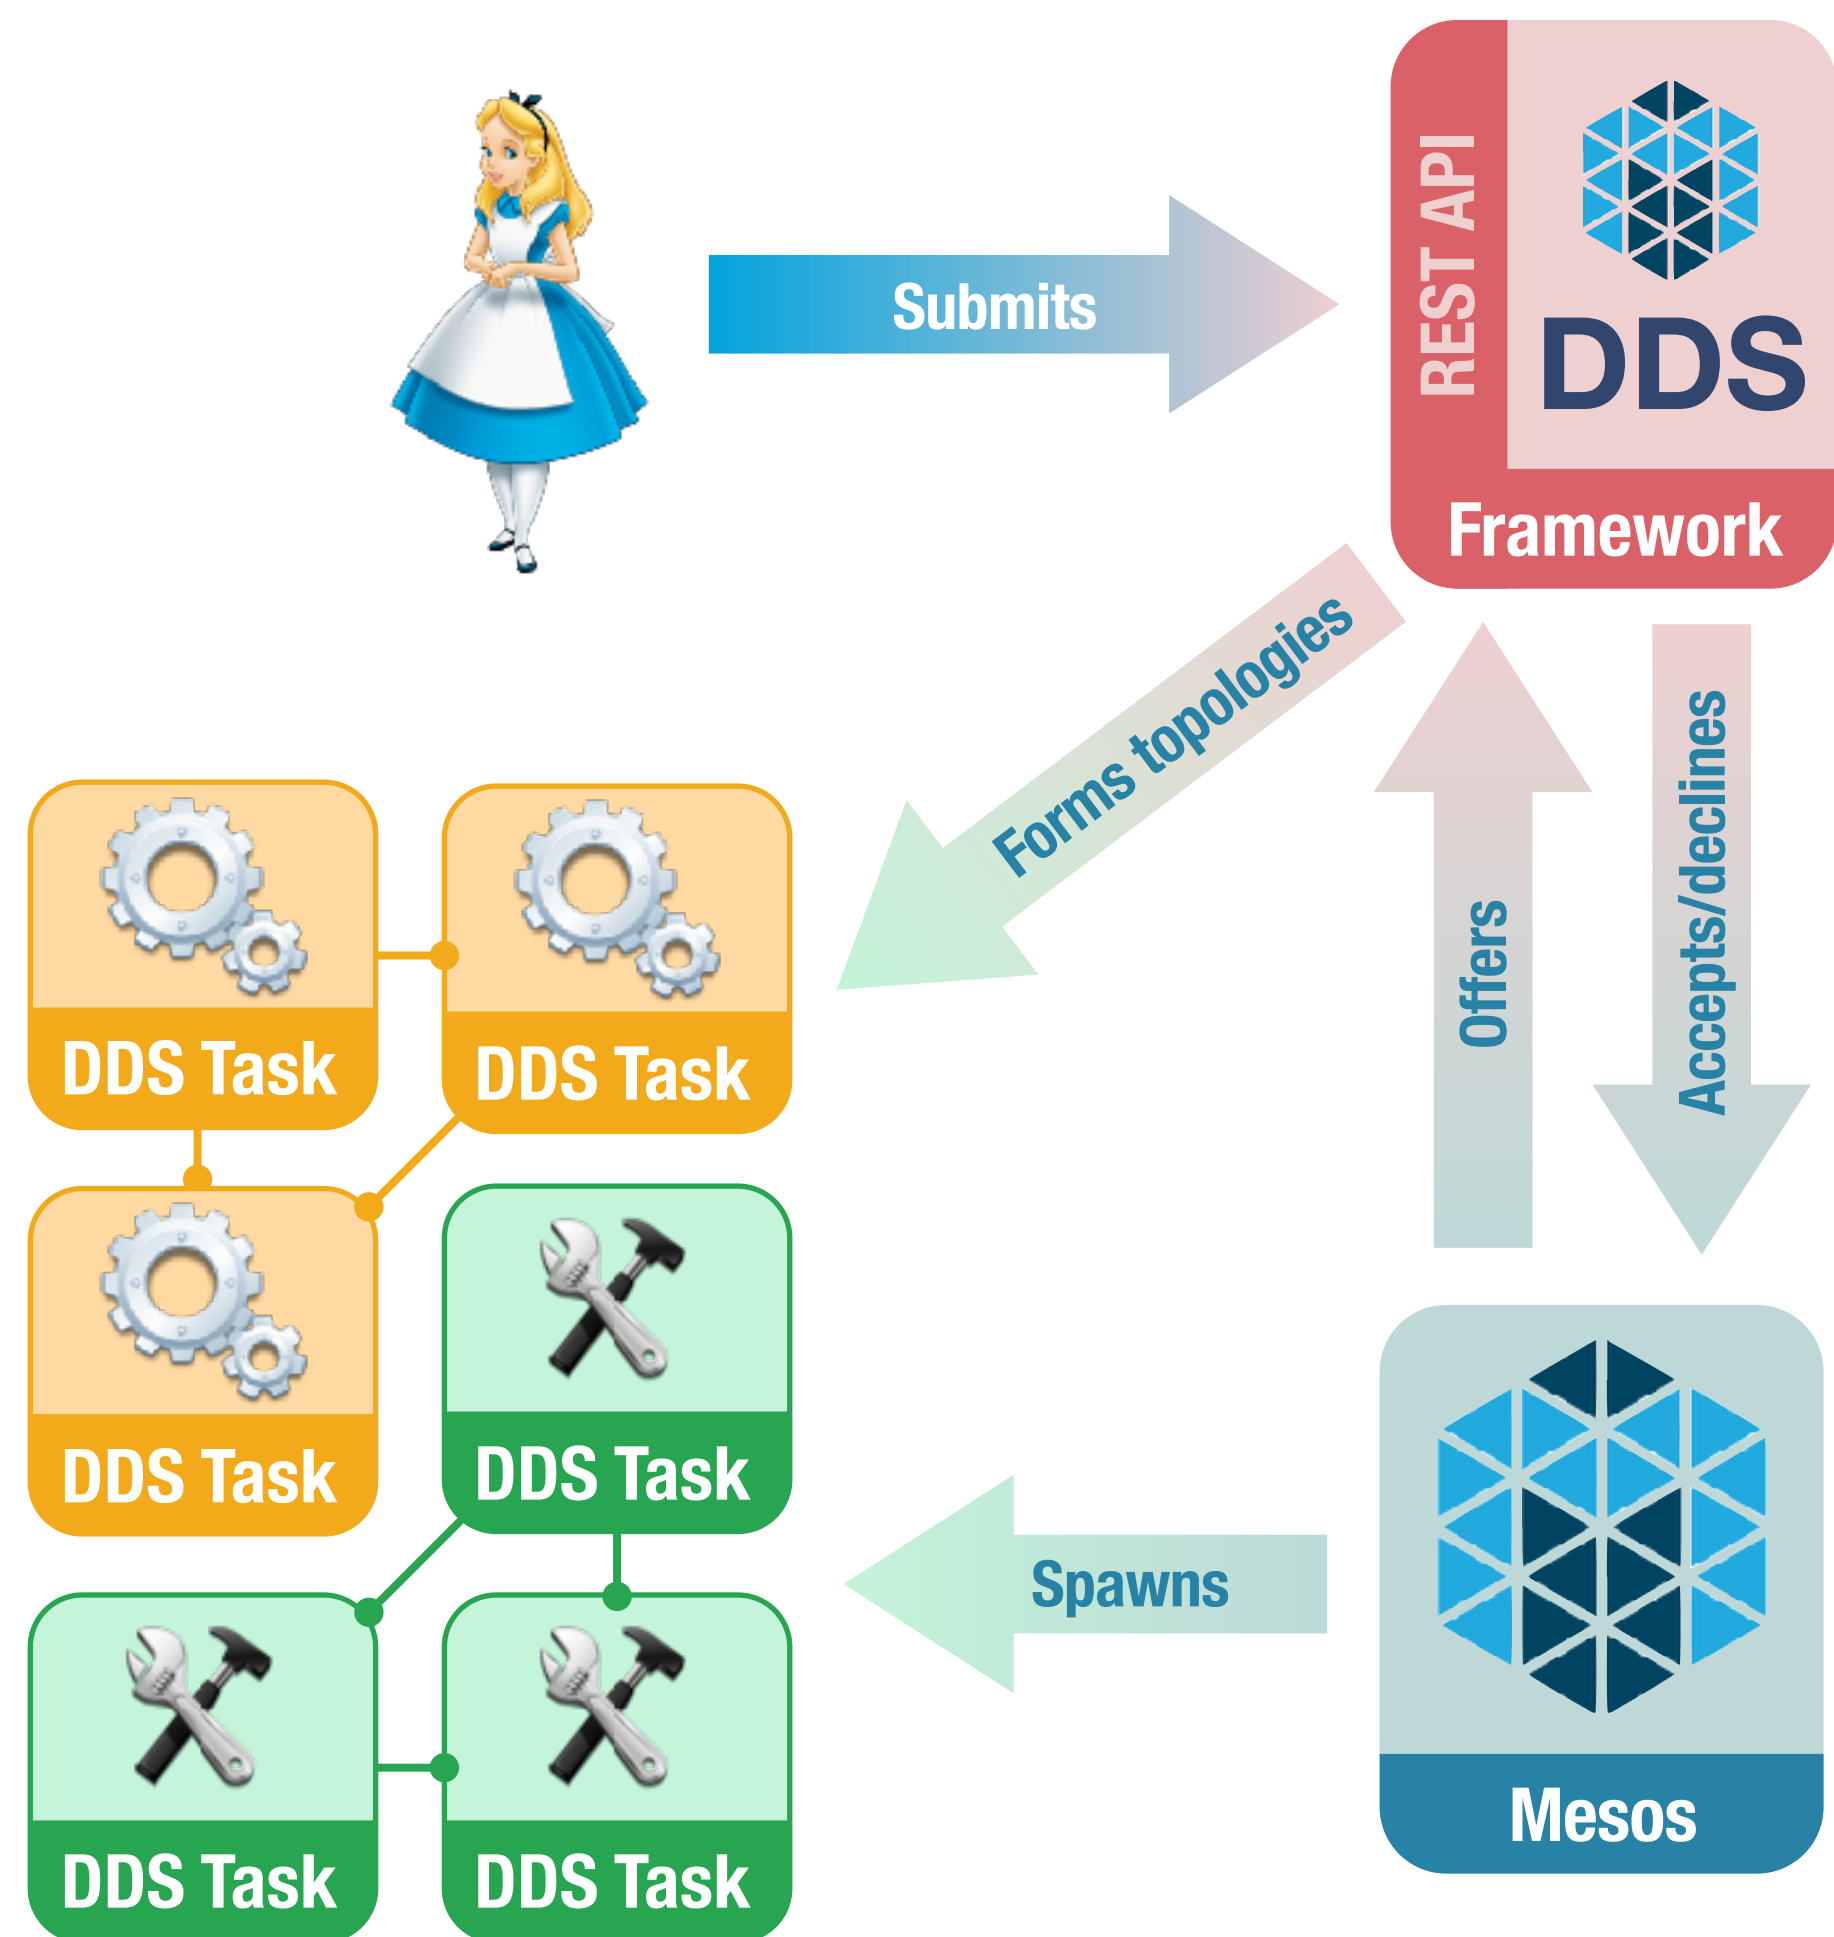 Submits
REST API
DDS
Framework
Forms topologies
Offers
Accepts/declines
DDS Task
DDS Task
DDS Task
DDS Task
Spawns
DDS Task
DDS Task
Mesos